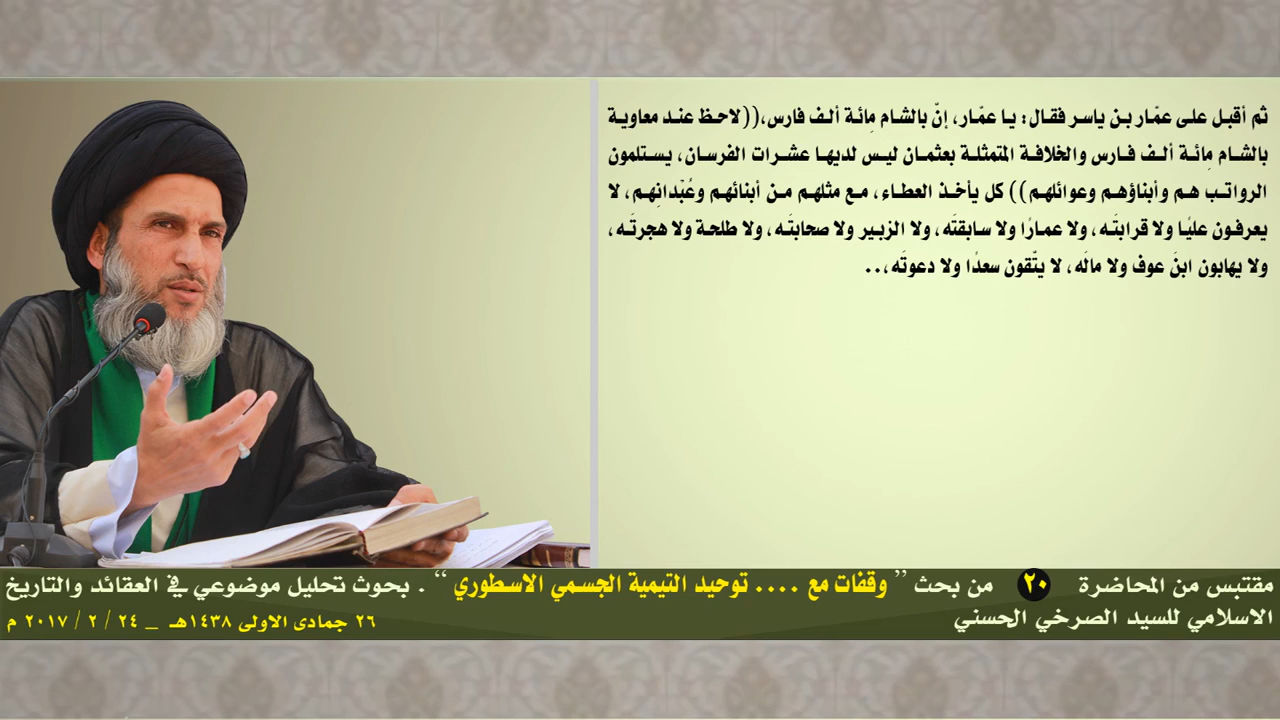 ثم أقبل على عمّار بن ياسر فقال: يا عمّار، إنّ بالشام مِائة ألف فارس،((لاحظ عند معاوية
بالشام مِائة ألف فارس والخلافة المتمثلة بعثمان ليس لديها عشرات الفرسان، يستلمون
الرواتب هم وأبناؤهم وعوائلهم)) كل يأخذ العطاء، مع مثلهم من أبنائهم وعُبْدانِهم، لا
يعرفون عليًا ولا قرابتَه، ولا عمارًا ولا سابقتَه، ولا الزبير ولا صحابتَه، ولا طلحة ولا هجرتَه،
ولا يهابون ابنَ عوف ولا مالَه، لا يتّقون سعدًا ولا دعوتَه،..
مقتبس من المحاضرة ٢٠ من بحث " وقفات مع .... توحيد التيمية الجسمي الاسطوري " . بحوث تحليل موضوعي في العقائد والتاريخ
الاسلامي للسيد الصرخي الحسني
٢٦ جمادى الاولى ١٤٣٨هـ _ ٢٤ / ٢ / ٢٠١٧ م